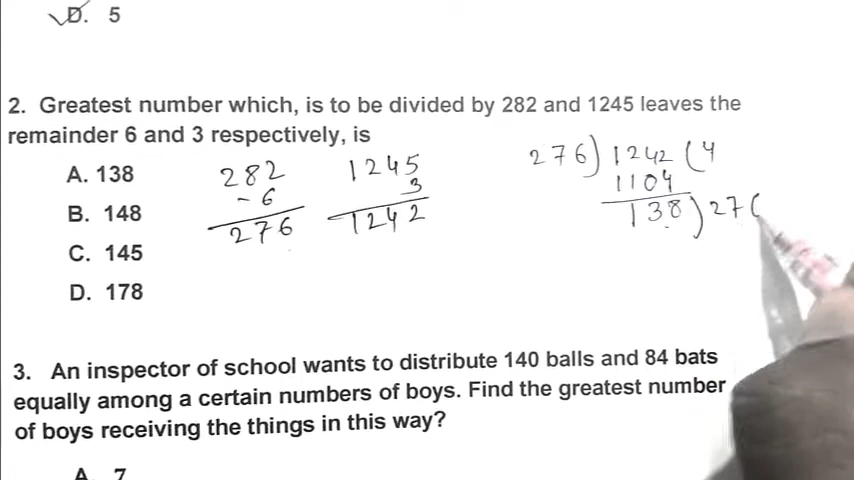 D. 5
2. Greatest number which, is to be divided by 282 and 1245 leaves the
remainder 6 and 3 respectively, is
A. 138
B. 148
C. 145
D. 178
282
- 6
276
1245
3
1242
276) 1242 (4
1104
138) 27
3. An inspector of school wants to distribute 140 balls and 84 bats
equally among a certain numbers of boys. Find the greatest number
of boys receiving the things in this way?
A. 7